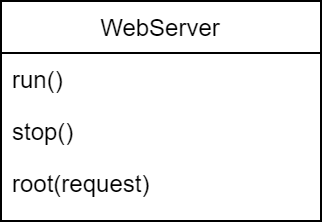 WebServer
run()
stop()
root(request)